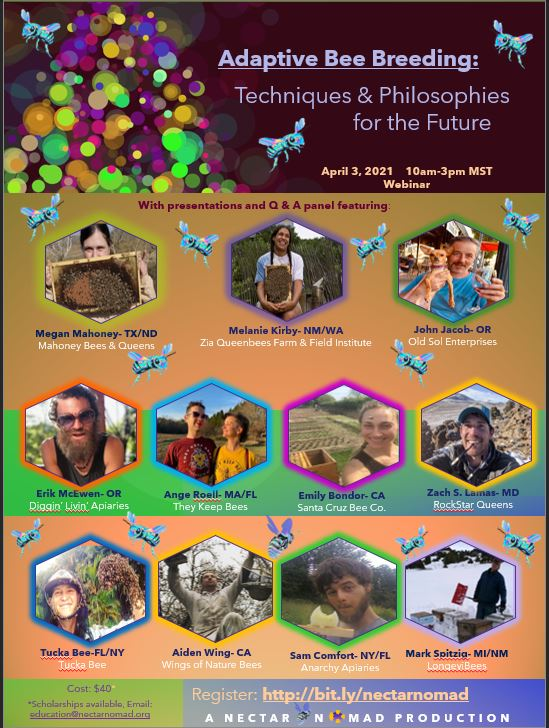 Adaptive Bee Breeding:
Techniques & Philosophies
for the Future
April 3, 2021 10am-3pm MST
Webinar
With presentations and Q & A panel featuring:
Megan Mahoney- TX/ND
Mahoney Bees & Queens
Melanie Kirby- NM/WA
Zia Queenbees Farm & Field Institute
John Jacob- OR
Old Sol Enterprises
Erik McEwen- OR
Diggin' Livin' Apiaries
Ange Roell- MA/FL
They Keep Bees
Emily Bondor- CA
Santa Cruz Bee Co.
Zach S. Lamas- MD
RockStar Queens
Tucka Bee-FL/NY
Tucka Bee
Aiden Wing- CA
Wings of Nature Bees
Sam Comfort- NY/FL
Anarchy Apiaries
Mark Spitzig- MI/NM
LongeviBees
Cost: $40*
*Scholarships available, Email:
education@nectarnomad.org
Register: http://bit.ly/nectarnomad
A NECTAR NOMAD PRODUCTION